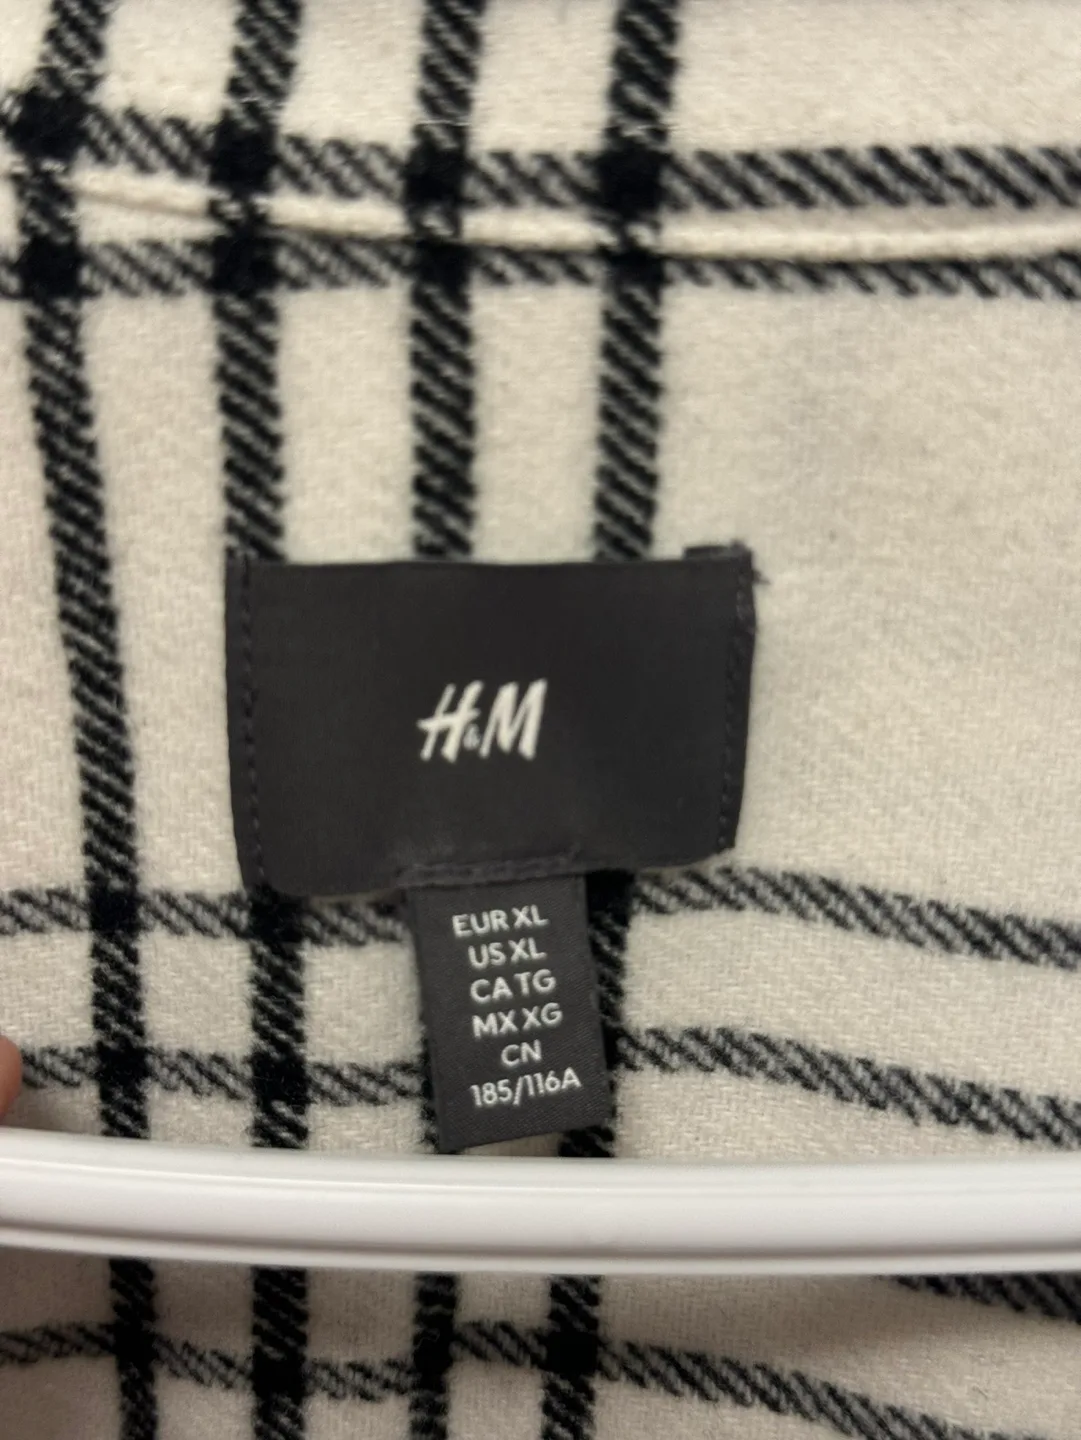 H&M
EUR XL
US XL
CA TG
MX XG
CN
185/116A